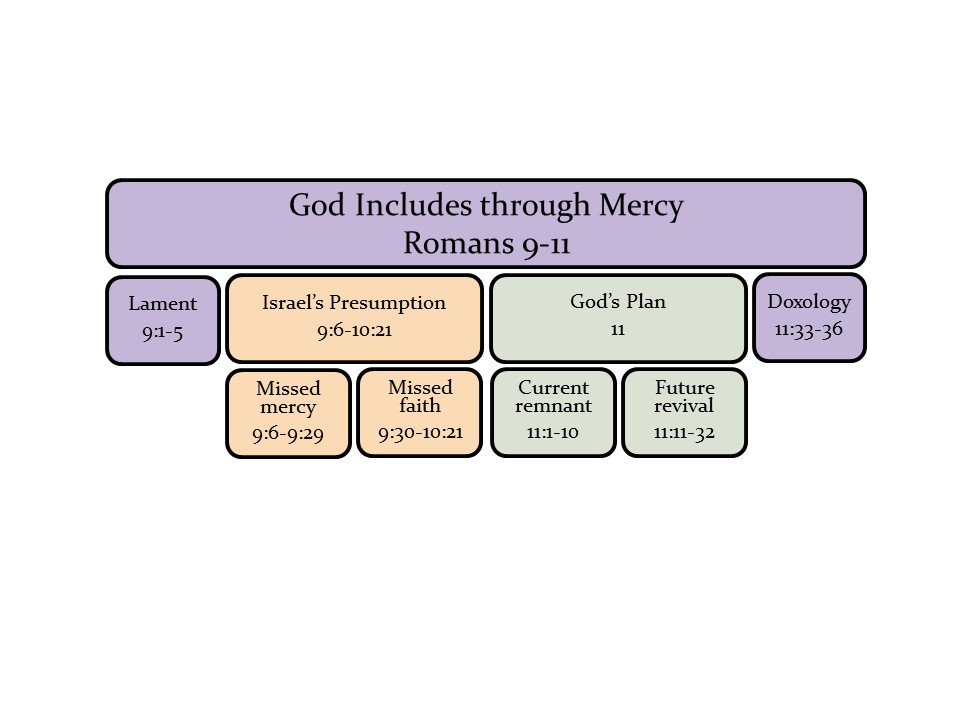 God Includes through Mercy
Romans 9-11
Lament
9:1-5
Israel’s Presumption
9:6-10:21
God’s Plan
11
Doxology
11:33-36
Missed
mercy
9:6-9:29
Missed
faith
9:30-10:21
Current
remnant
11:1-10
Future
revival
11:11-32